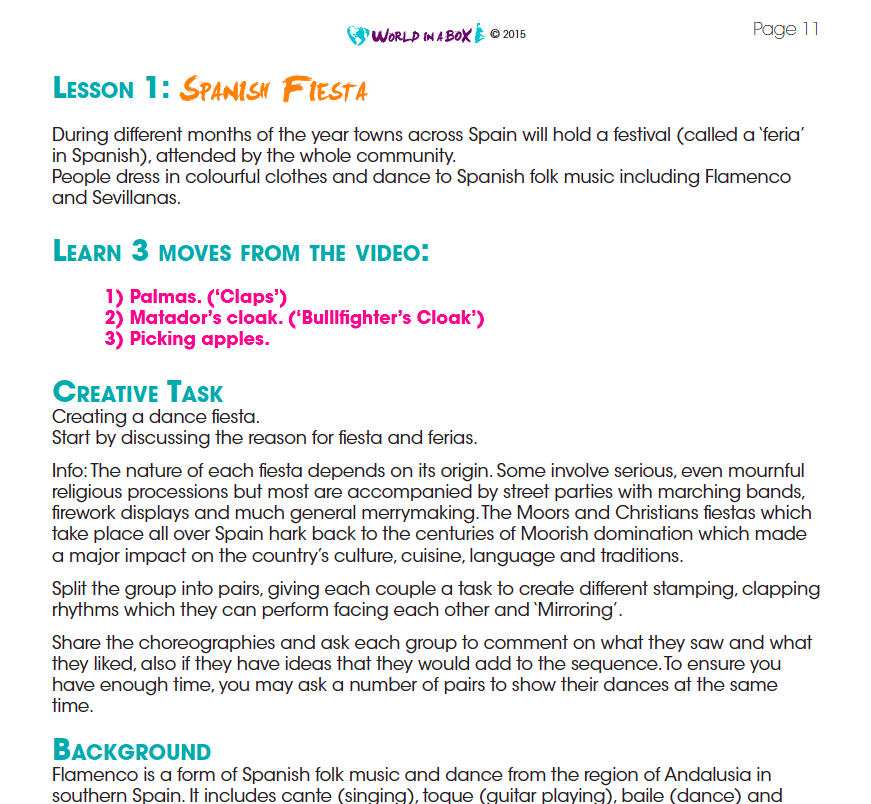 WORLD IN A BOX © 2015
Page 11
LESSON 1: SPANISH FIESTA
During different months of the year towns across Spain will hold a festival (called a ‘feria’
in Spanish), attended by the whole community.
People dress in colourful clothes and dance to Spanish folk music including Flamenco
and Sevillanas.
LEARN 3 MOVES FROM THE VIDEO:
1) Palmas. (‘Claps’)
2) Matador’s cloak. (‘Bulllfighter’s Cloak’)
3) Picking apples.
CREATIVE TASK
Creating a dance fiesta.
Start by discussing the reason for fiesta and ferias.
Info: The nature of each fiesta depends on its origin. Some involve serious, even mournful
religious processions but most are accompanied by street parties with marching bands,
firework displays and much general merrymaking. The Moors and Christians fiestas which
take place all over Spain hark back to the centuries of Moorish domination which made
a major impact on the country’s culture, cuisine, language and traditions.
Split the group into pairs, giving each couple a task to create different stamping, clapping
rhythms which they can perform facing each other and ‘Mirroring’.
Share the choreographies and ask each group to comment on what they saw and what
they liked, also if they have ideas that they would add to the sequence. To ensure you
have enough time, you may ask a number of pairs to show their dances at the same
time.
BACKGROUND
Flamenco is a form of Spanish folk music and dance from the region of Andalusia in
southern Spain. It includes cante (singing), toque (guitar playing), baile (dance) and